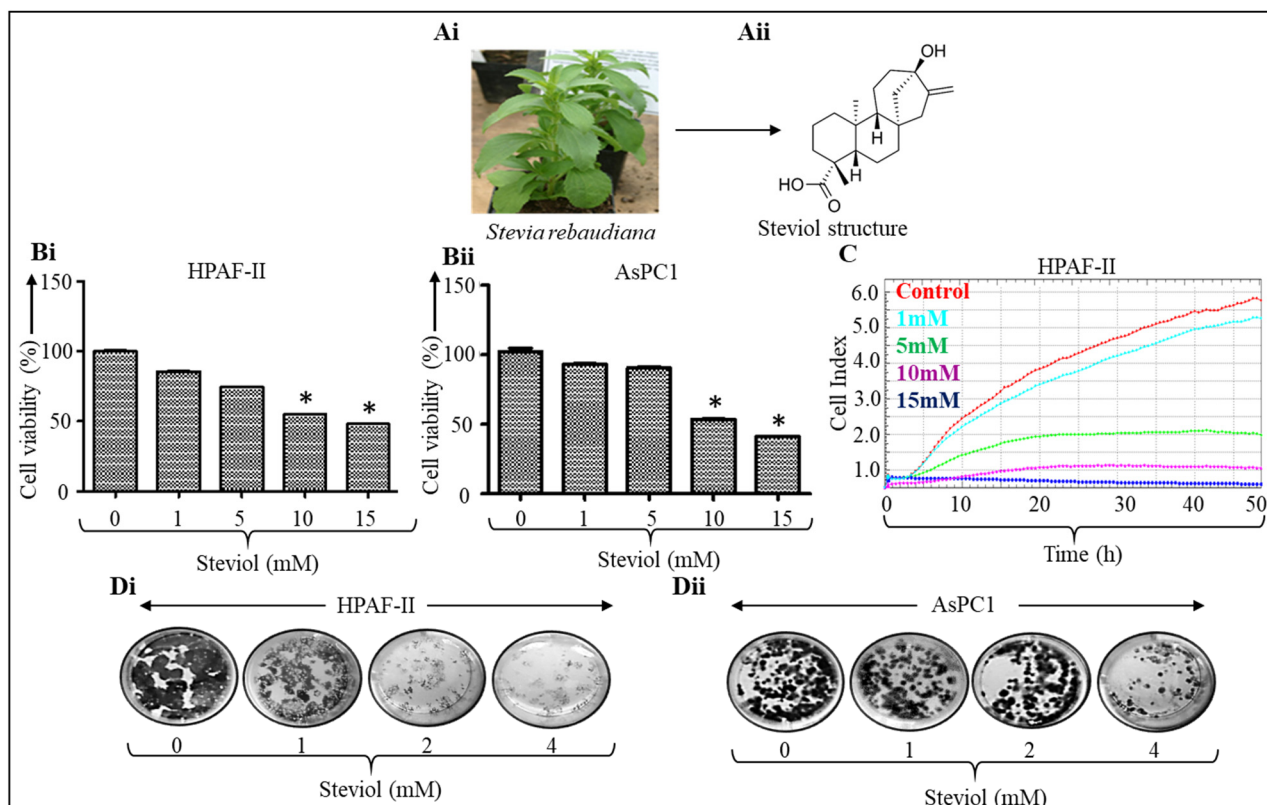 Ai
Aii
OH
H
H
HO
O
Stevia rebaudiana
Steviol structure
Bi
HPAF-II
Cell viability (%)
150
100
50
0
0 1 5 10 15
* *
Steviol (mM)
Bii
AsPC1
Cell viability (%)
150
100
50
0
0 1 5 10 15
* *
Steviol (mM)
C
HPAF-II
Cell Index
6.0
5.0
4.0
3.0
2.0
1.0
Control
1mM
5mM
10mM
15mM
0 10 20 30 40 50
Time (h)
Di
HPAF-II
0 1 2 4
Steviol (mM)
Dii
AsPC1
0 1 2 4
Steviol (mM)